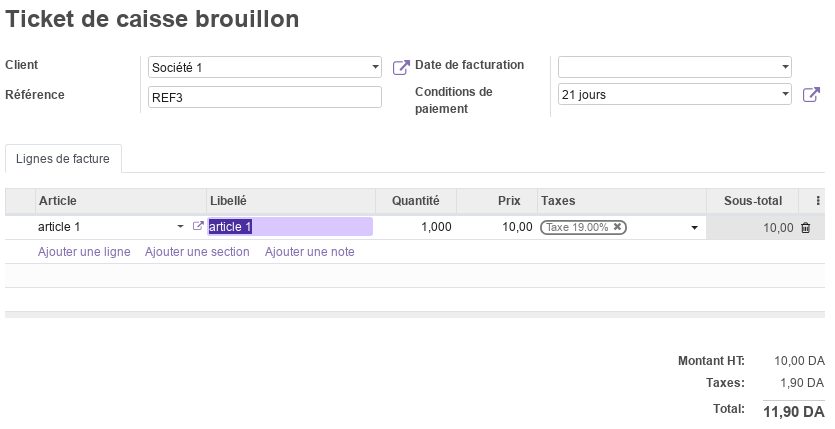 Ticket de caisse brouillon
Client Société 1 Date de facturation
Référence REF3 Conditions de paiement 21 jours
Lignes de facture
Article Libellé Quantité Prix Taxes Sous-total
article 1 article 1 1,000 10,00 Taxe 19.00% 10,00
Ajouter une ligne Ajouter une section Ajouter une note
Montant HT: 10,00 DA
Taxes: 1,90 DA
Total: 11,90 DA